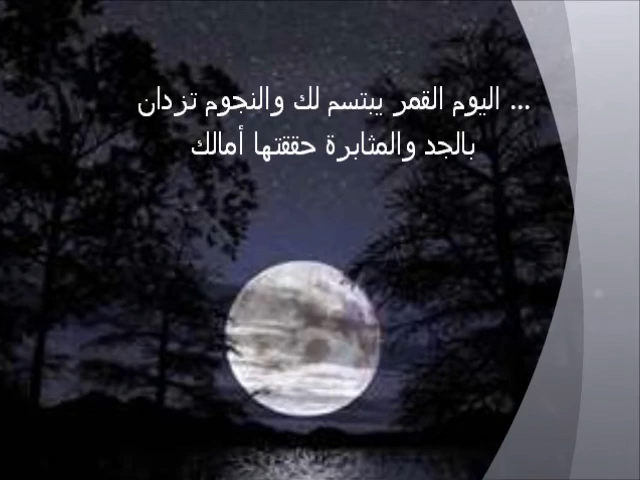 ... اليوم القمر يبتسم لك والنجوم تزدان
بالجد والمثابرة حققتها أمالك